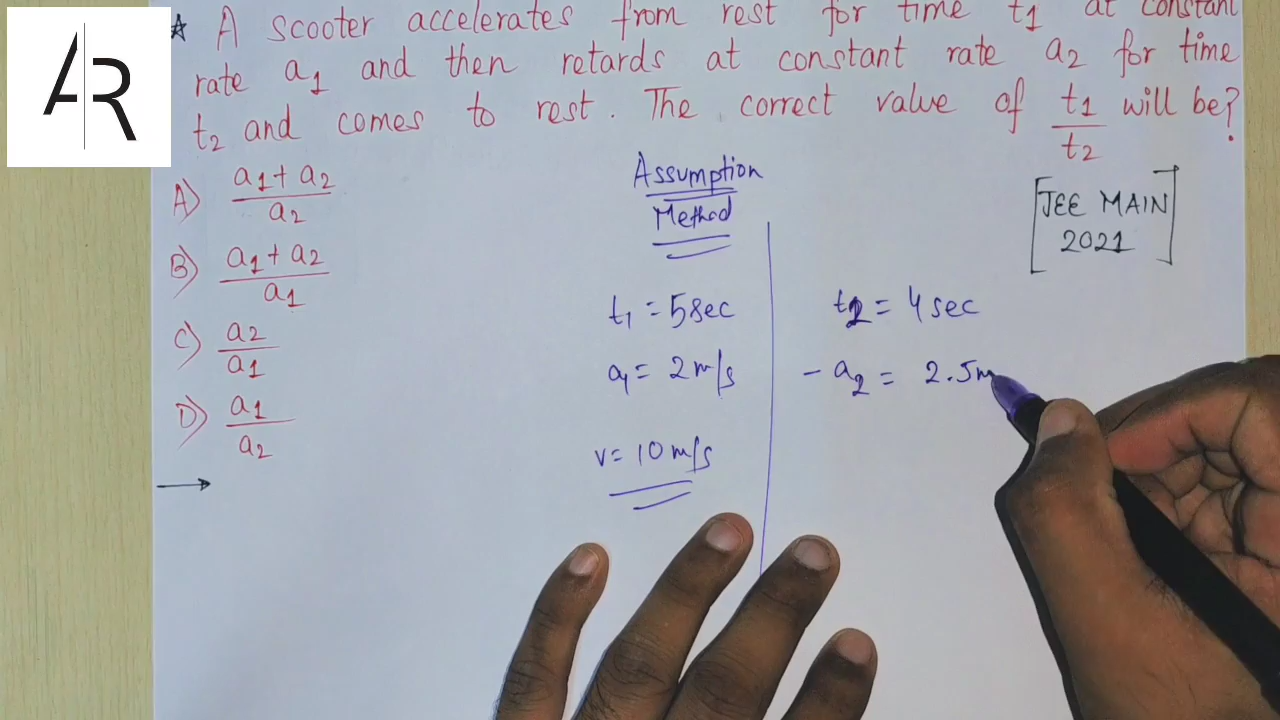 AR
☆ A scooter accelerates from rest for time t1 at constant
rate a1 and then retards at constant rate a2 for time
t2 and comes to rest. The correct value of t1/t2 will be?
A) a1 + a2 / a2
B) a1 + a2 / a1
C) a2 / a1
D) a1 / a2
→
Assumption
Method
[JEE MAIN
2021]
t1 = 5sec
a1 = 2 m/s
v = 10 m/s
t2 = 4 sec
- a2 = 2.5m